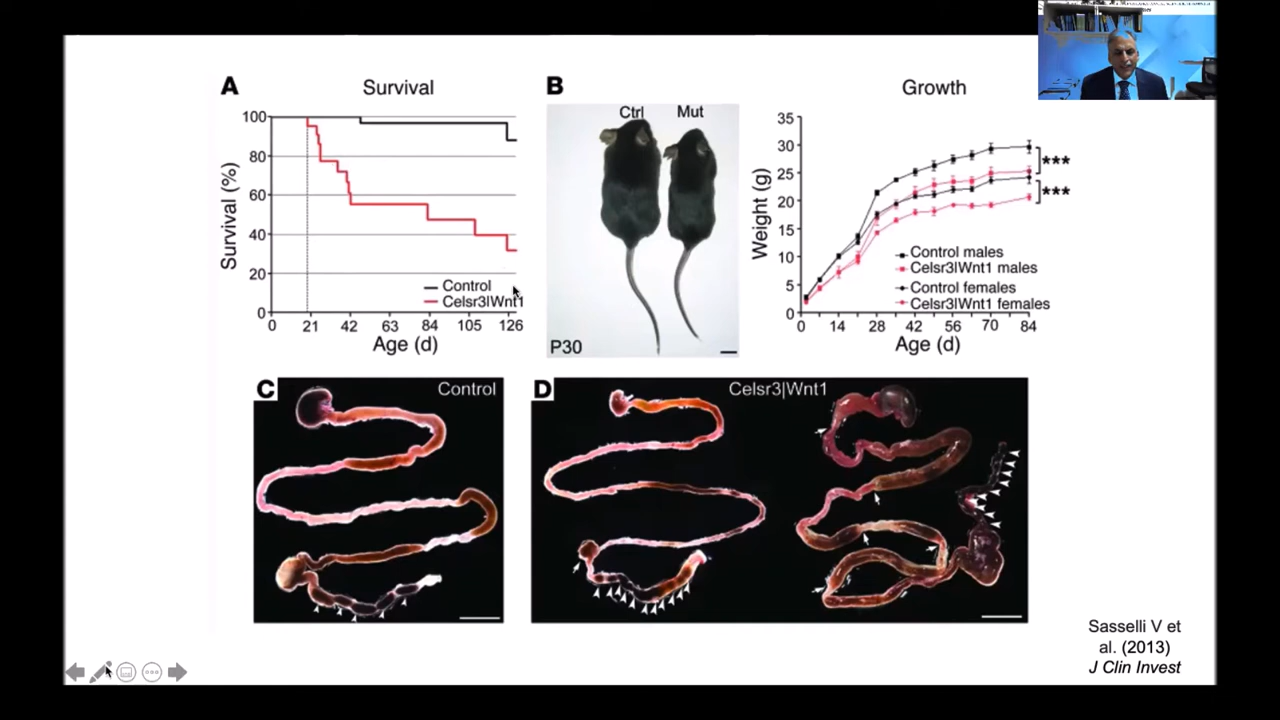 A
Survival
100
80
60
40
20
0
Survival (%)
Control
Celsr3|Wnt1
0 21 42 63 84 105 126
Age (d)
B
Ctrl Mut
P30
Growth
35
30
25
20
15
10
5
0
Weight (g)
***
***
Control males
Celsr3|Wnt1 males
Control females
Celsr3|Wnt1 females
0 14 28 42 56 70 84
Age (d)
C
Control
D
Celsr3|Wnt1
Sasselli V et
al. (2013)
J Clin Invest